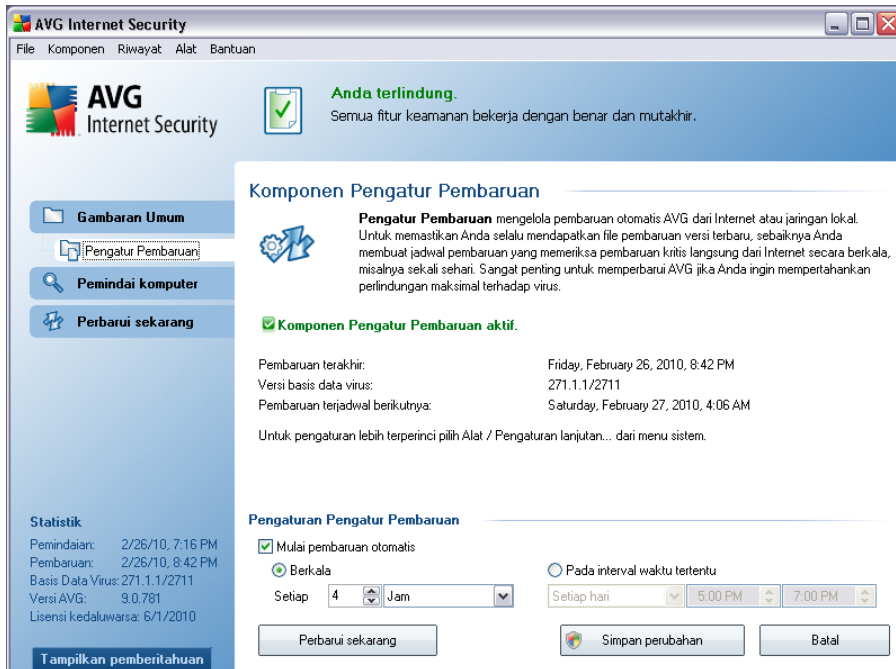 AVG Internet Security
File Komponen Riwayat Alat Bantuan
AVG
Internet Security
Anda terlindung.
Semua fitur keamanan bekerja dengan benar dan mutakhir.
Gambaran Umum
Pengatur Pembaruan
Pemindai komputer
Perbarui sekarang
Komponen Pengatur Pembaruan
Pengatur Pembaruan mengelola pembaruan otomatis AVG dari Internet atau jaringan lokal.
Untuk memastikan Anda selalu mendapatkan file pembaruan versi terbaru, sebaiknya Anda
membuat jadwal pembaruan yang memeriksa pembaruan kritis langsung dari Internet secara berkala,
misalnya sekali sehari. Sangat penting untuk memperbarui AVG jika Anda ingin mempertahankan
perlindungan maksimal terhadap virus.
Komponen Pengatur Pembaruan aktif.
Pembaruan terakhir: Friday, February 26, 2010, 8:42 PM
Versi basis data virus: 271.1.1/2711
Pembaruan terjadwal berikutnya: Saturday, February 27, 2010, 4:06 AM
Untuk pengaturan lebih terperinci pilih Alat / Pengaturan lanjutan... dari menu sistem.
Statistik
Pemindaian: 2/26/10, 7:16 PM
Pembaruan: 2/26/10, 8:42 PM
Basis Data Virus: 271.1.1/2711
Versi AVG: 9.0.781
Lisensi kedaluwarsa: 6/1/2010
Tampilkan pemberitahuan
Pengaturan Pengatur Pembaruan
Mulai pembaruan otomatis
Berkala
Pada interval waktu tertentu
Setiap 4 Jam
Setiap hari 5:00 PM 7:00 PM
Perbarui sekarang
Simpan perubahan
Batal